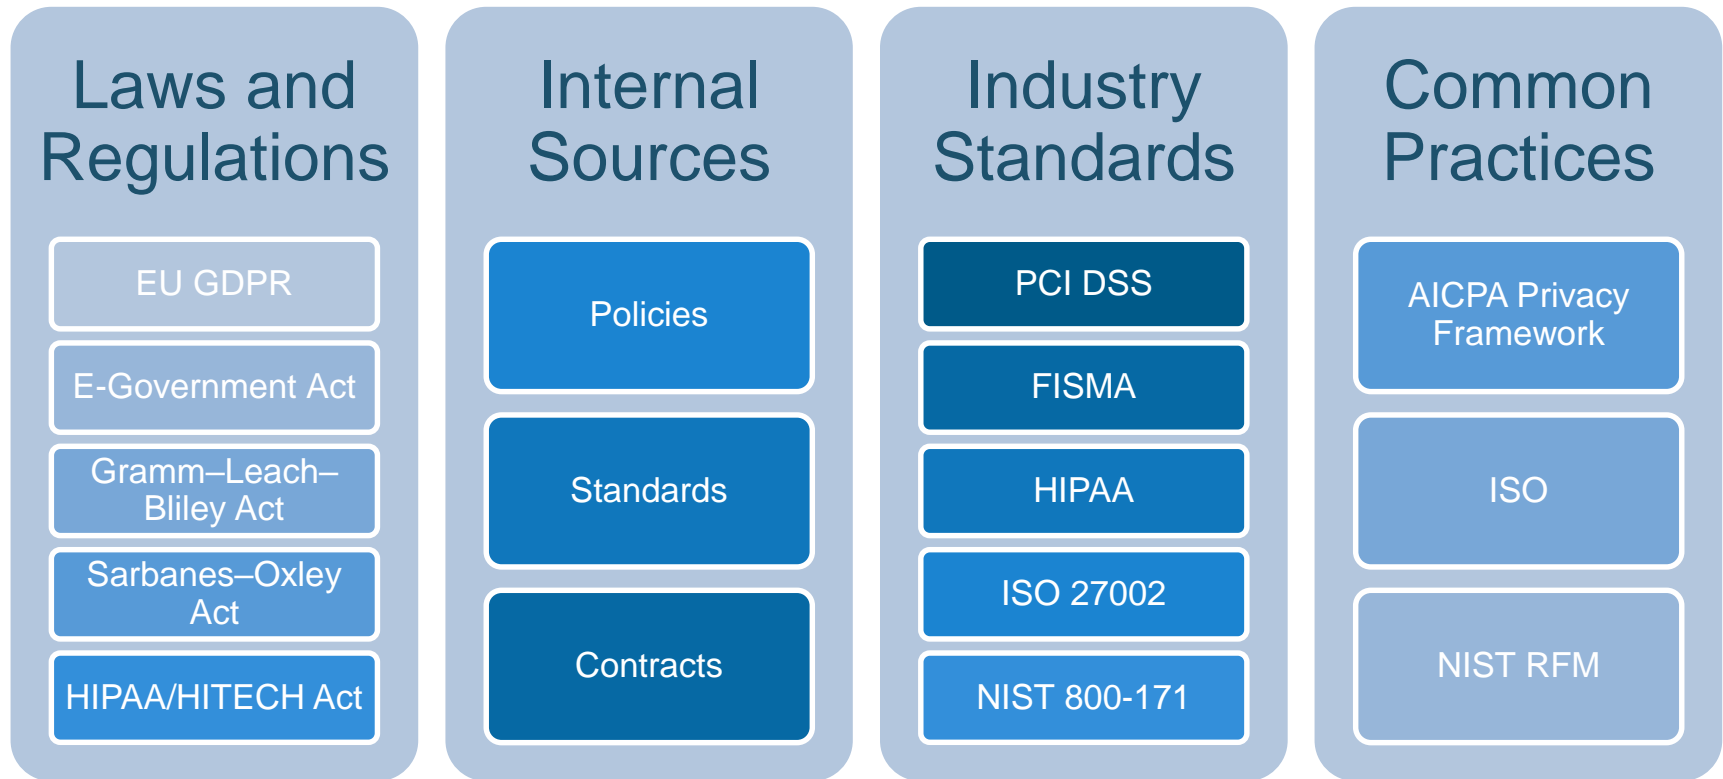 Laws and
Regulations
EU GDPR
E-Government Act
Gramm–Leach–
Bliley Act
Sarbanes–Oxley
Act
HIPAA/HITECH Act
Internal
Sources
Policies
Standards
Contracts
Industry
Standards
PCI DSS
FISMA
HIPAA
ISO 27002
NIST 800-171
Common
Practices
AICPA Privacy
Framework
ISO
NIST RFM